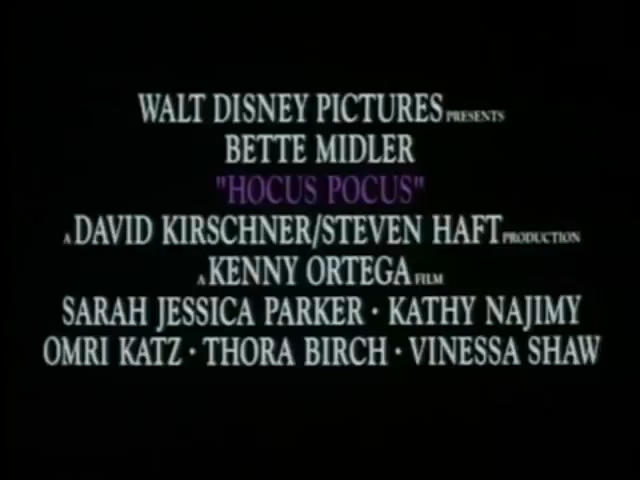 WALT DISNEY PICTURES PRESENTS
BETTE MIDLER
"HOCUS POCUS"
A DAVID KIRSCHNER/STEVEN HAFT PRODUCTION
A KENNY ORTEGA FILM
SARAH JESSICA PARKER · KATHY NAJIMY
OMRI KATZ · THORA BIRCH · VINESSA SHAW